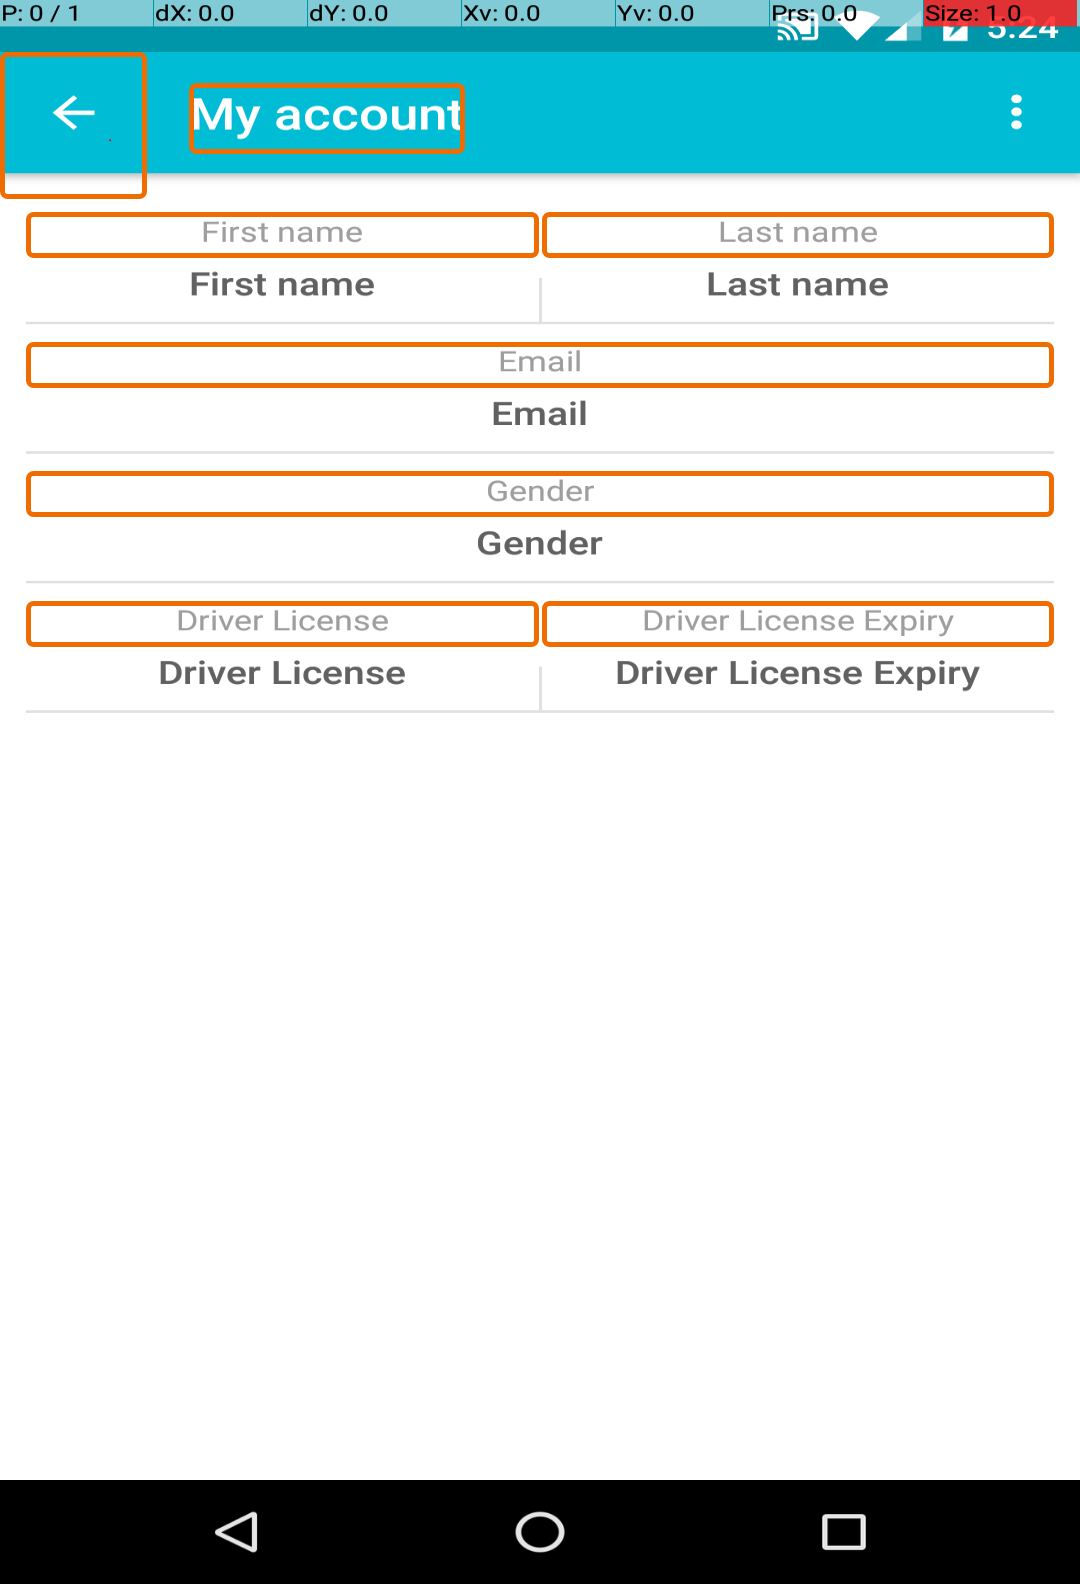 P: 0 / 1 dX: 0.0 dY: 0.0 Xv: 0.0 Yv: 0.0 Prs: 0.0 Size: 1.0
5:24
My account
First name Last name
First name Last name
Email
Email
Gender
Gender
Driver License Driver License Expiry
Driver License Driver License Expiry